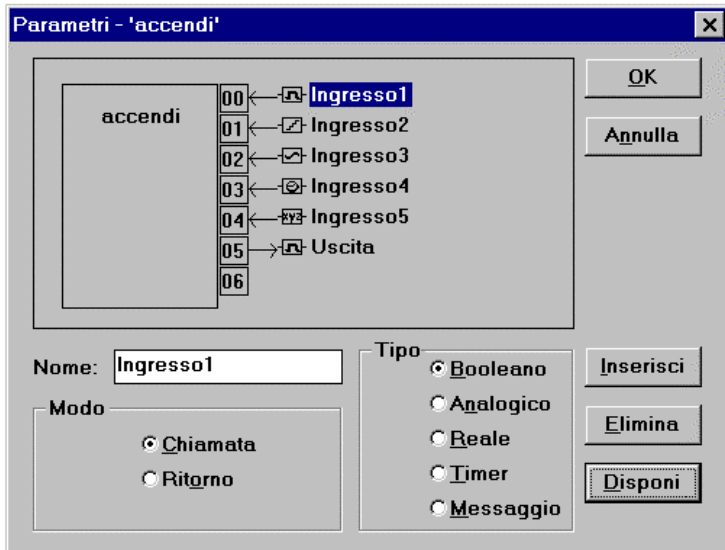 Parametri - 'accendi'
accendi
00 Ingresso1
01 Ingresso2
02 Ingresso3
03 Ingresso4
04 xyz Ingresso5
05 Uscita
06
OK
Annulla
Nome: Ingresso1
Modo
Chiamata
Ritorno
Tipo
Booleano
Analogico
Reale
Timer
Messaggio
Inserisci
Elimina
Disponi